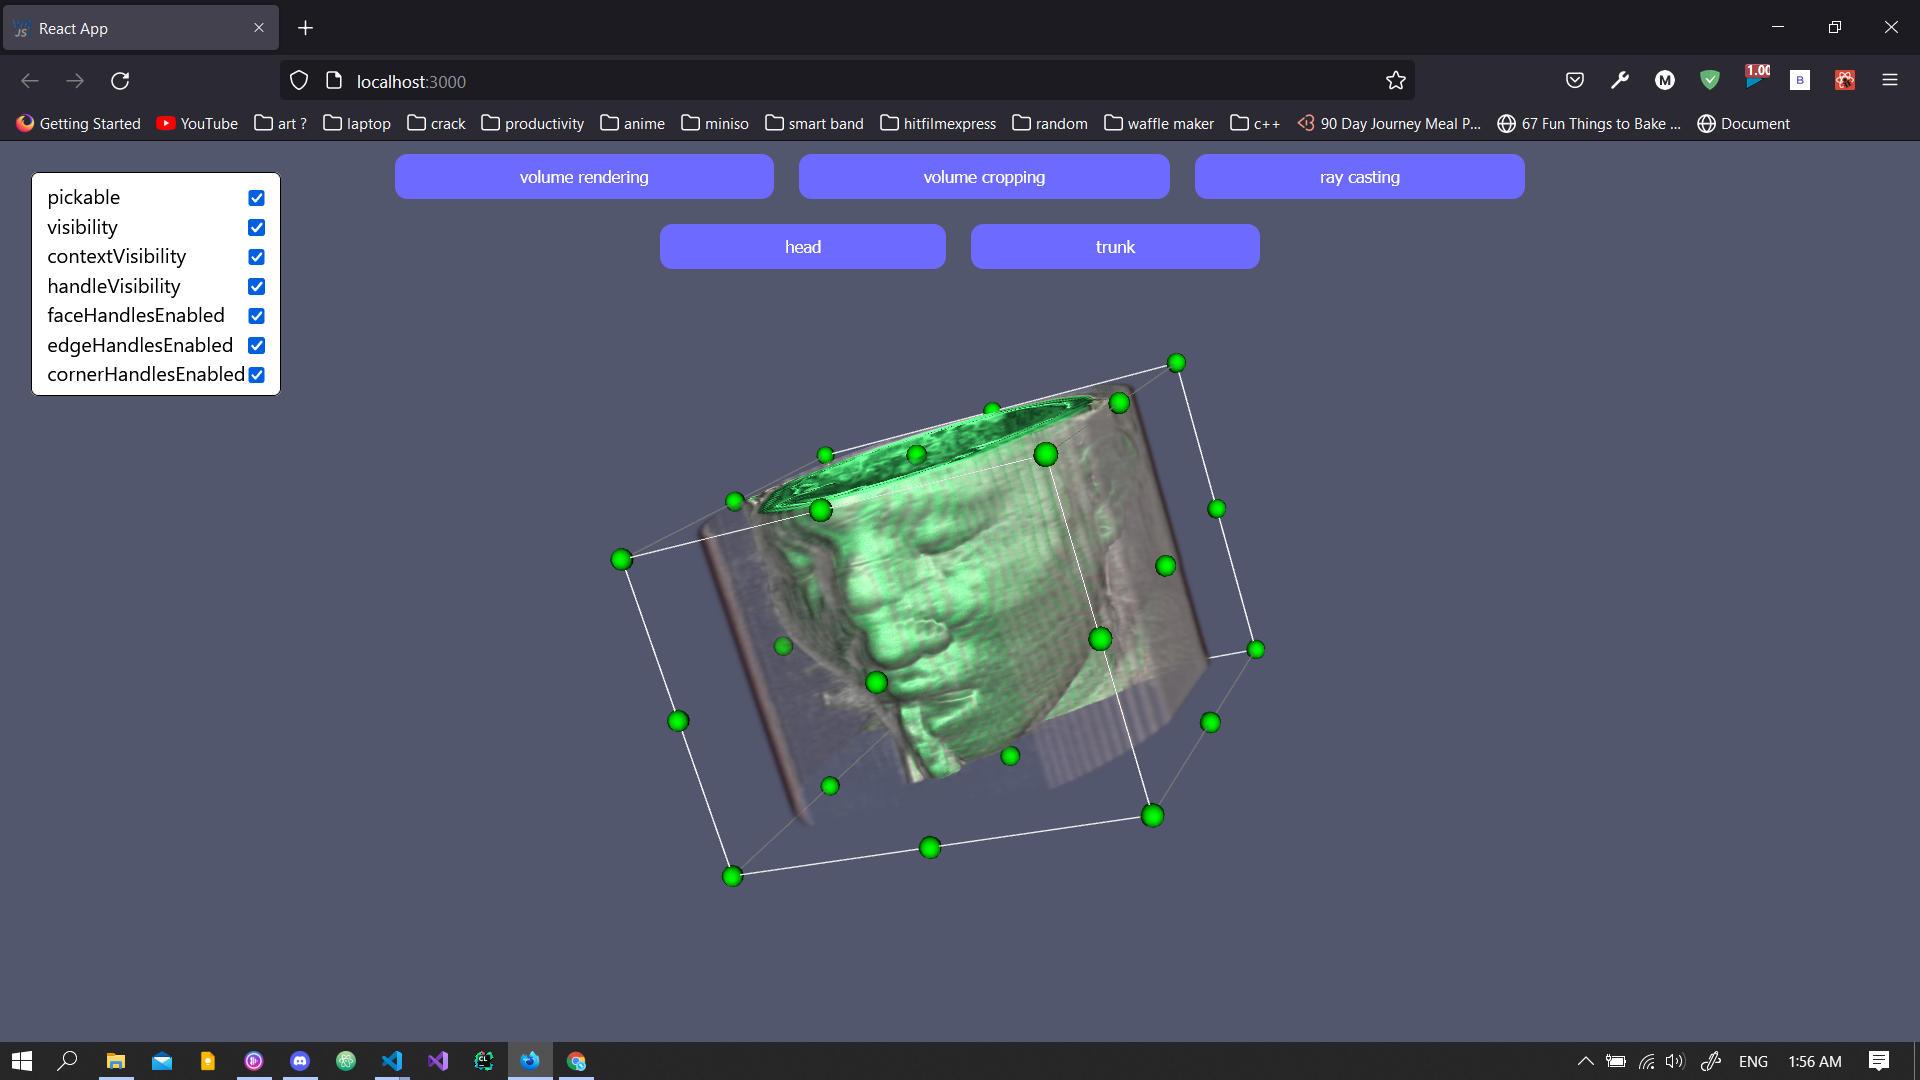 React App
localhost:3000
1.00
M
B
Getting Started YouTube art ? laptop crack productivity anime miniso smart band hitfilmexpress random waffle maker c++ 90 Day Journey Meal P... 67 Fun Things to Bake ... Document
volume rendering volume cropping ray casting
head trunk
pickable
visibility
contextVisibility
handleVisibility
faceHandlesEnabled
edgeHandlesEnabled
cornerHandlesEnabled
CL
ENG 1:56 AM